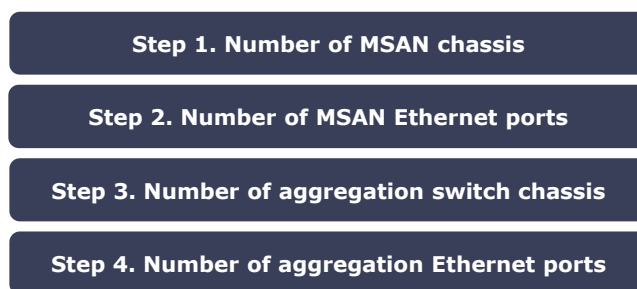 Step 1. Number of MSAN chassis
Step 2. Number of MSAN Ethernet ports
Step 3. Number of aggregation switch chassis
Step 4. Number of aggregation Ethernet ports